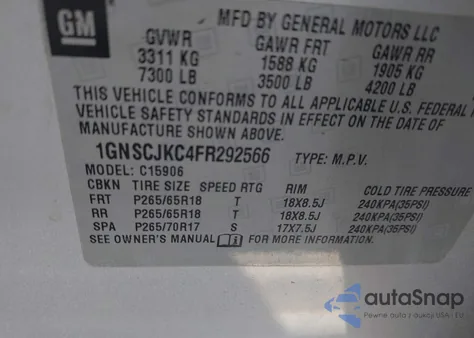 GM
MFD BY GENERAL MOTORS LLC
GVWR GAWR FRT GAWR RR
3311 KG 1588 KG 1905 KG
7300 LB 3500 LB 4200 LB
THIS VEHICLE CONFORMS TO ALL APPLICABLE U.S. FEDERAL
VEHICLE SAFETY STANDARDS IN EFFECT ON THE DATE OF
MANUFACTURE SHOWN ABOVE.
1GNSCJKC4FR292566 TYPE: M.P.V.
MODEL: C15906
CBKN TIRE SIZE SPEED RTG RIM COLD TIRE PRESSURE
FRT P265/65R18 T 18X8.5J 240KPA(35PSI)
RR P265/65R18 T 18X8.5J 240KPA(35PSI)
SPA P265/70R17 S 17X7.5J 240KPA(35PSI)
SEE OWNER'S MANUAL FOR MORE INFORMATION.
autoSnap
Pewne auta z aukcji USA